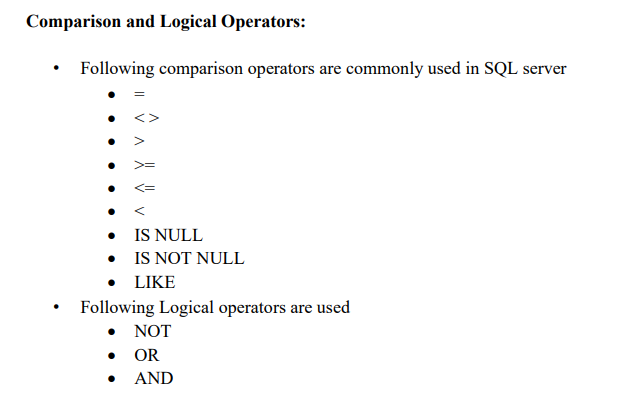 Comparison and Logical Operators:
• Following comparison operators are commonly used in SQL server
• =
• <>
• >
• >=
• <=
• <
• IS NULL
• IS NOT NULL
• LIKE
• Following Logical operators are used
• NOT
• OR
• AND